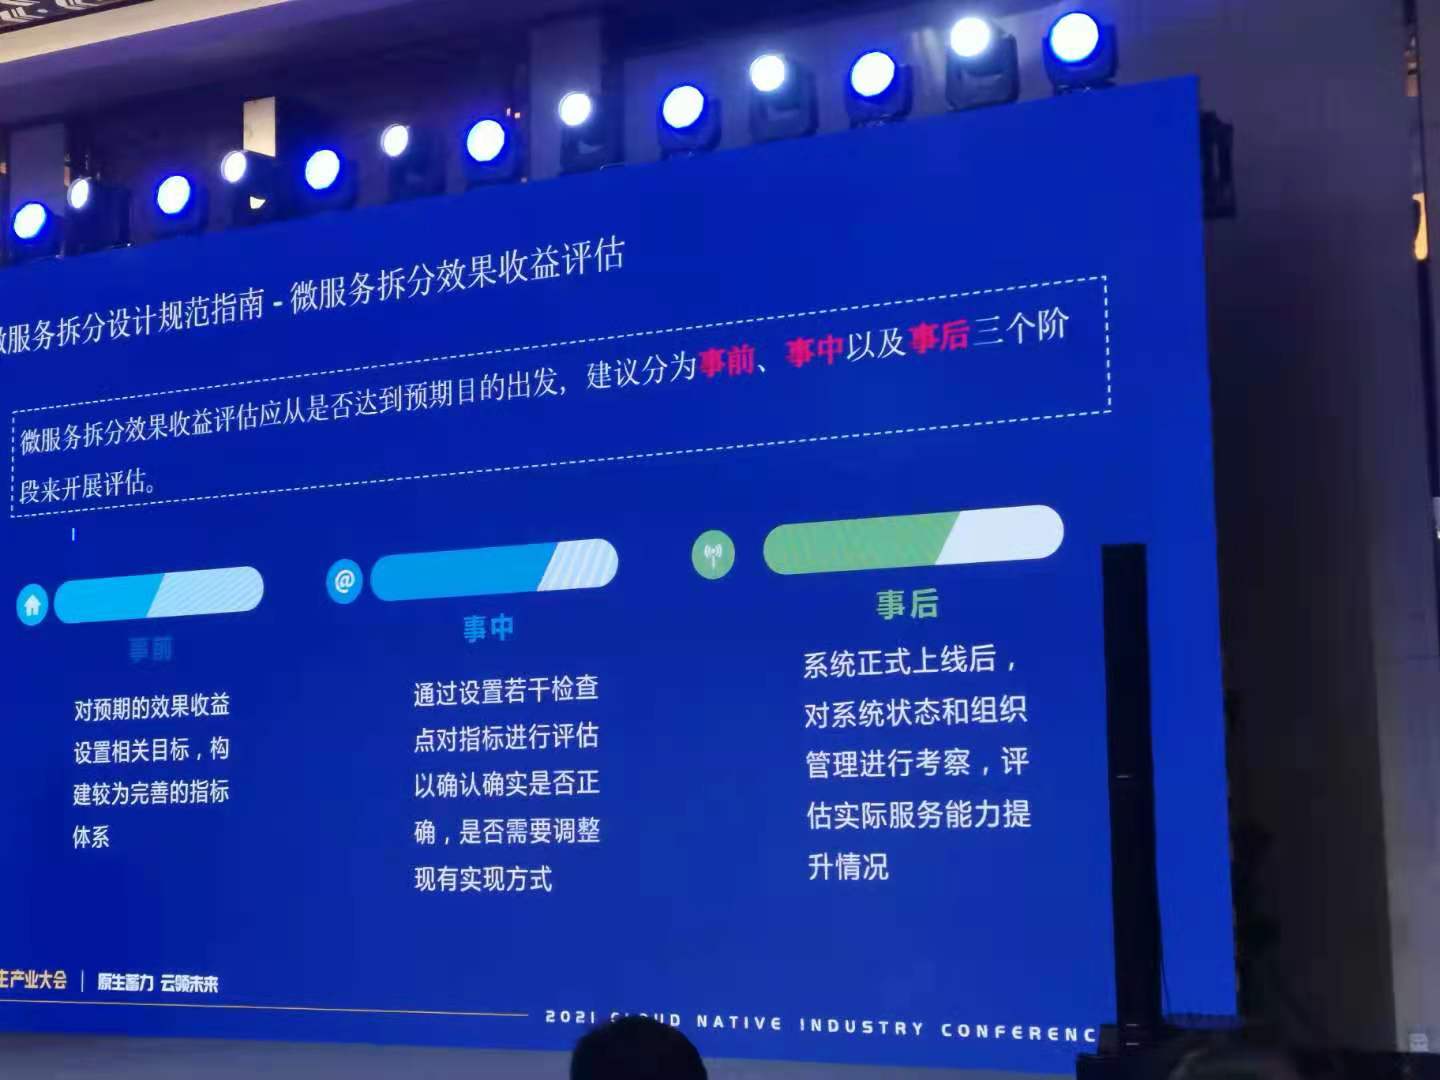 服务拆分设计规范指南 - 微服务拆分效果收益评估
微服务拆分效果收益评估应从是否达到预期目的出发，建议分为事前、事中以及事后三个阶
段来开展评估。
@
事前
对预期的效果收益
设置相关目标，构
建较为完善的指标
体系
事中
通过设置若干检查
点对指标进行评估
以确认确实是否正
确，是否需要调整
现有实现方式
事后
系统正式上线后，
对系统状态和组织
管理进行考察，评
估实际服务能力提
升情况
产业大会 | 原生蓄力 云领未来
2021 NATIVE INDUSTRY CONFERENC